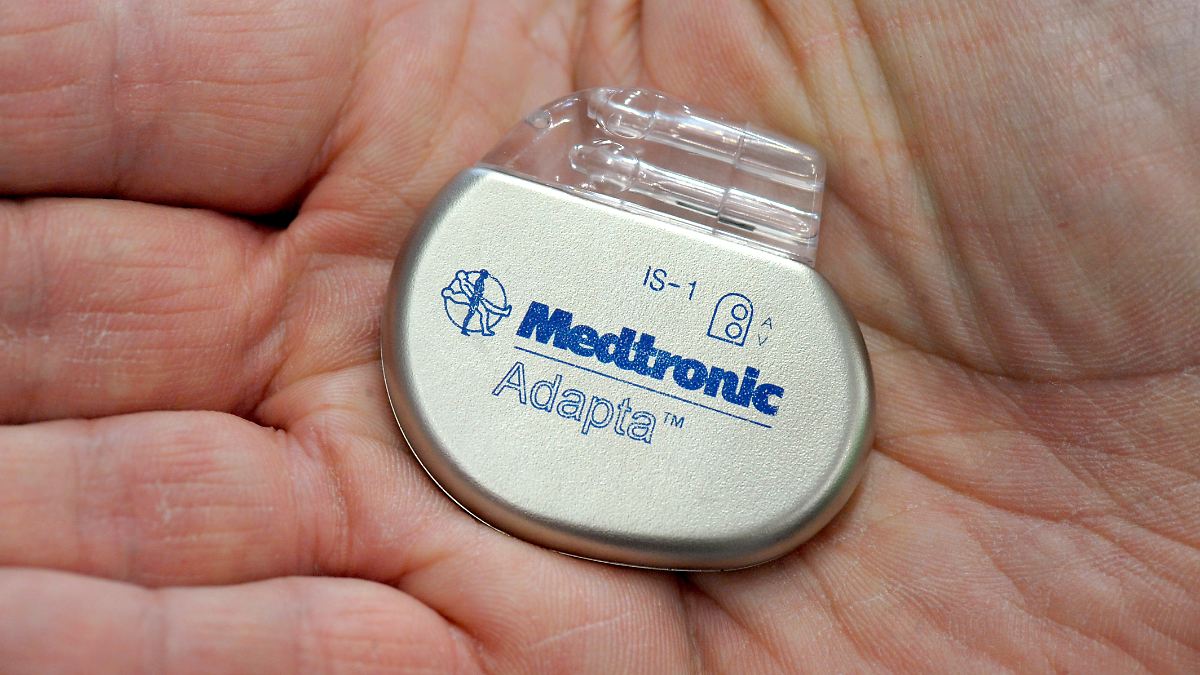 IS-1
A
V
Medtronic
Adapta™